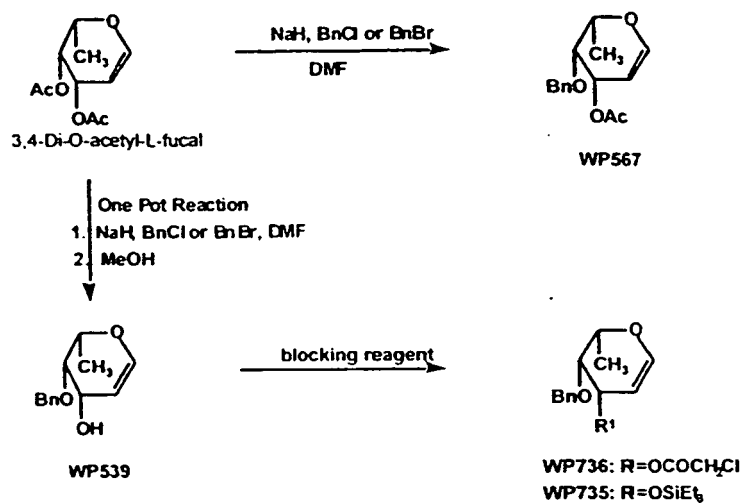 O
NaH, BnCl or BnBr
O
CH3
DMF
CH3
AcO
OAc
BnO
OAc
3,4-Di-O-acetyl-L-fucal
WP567
One Pot Reaction
1. NaH, BnCl or BnBr, DMF
2. MeOH
O
O
CH3
blocking reagent
CH3
BnO
OH
BnO
R¹
WP539
WP736: R=OCOCH2Cl
WP735: R=OSiEt3